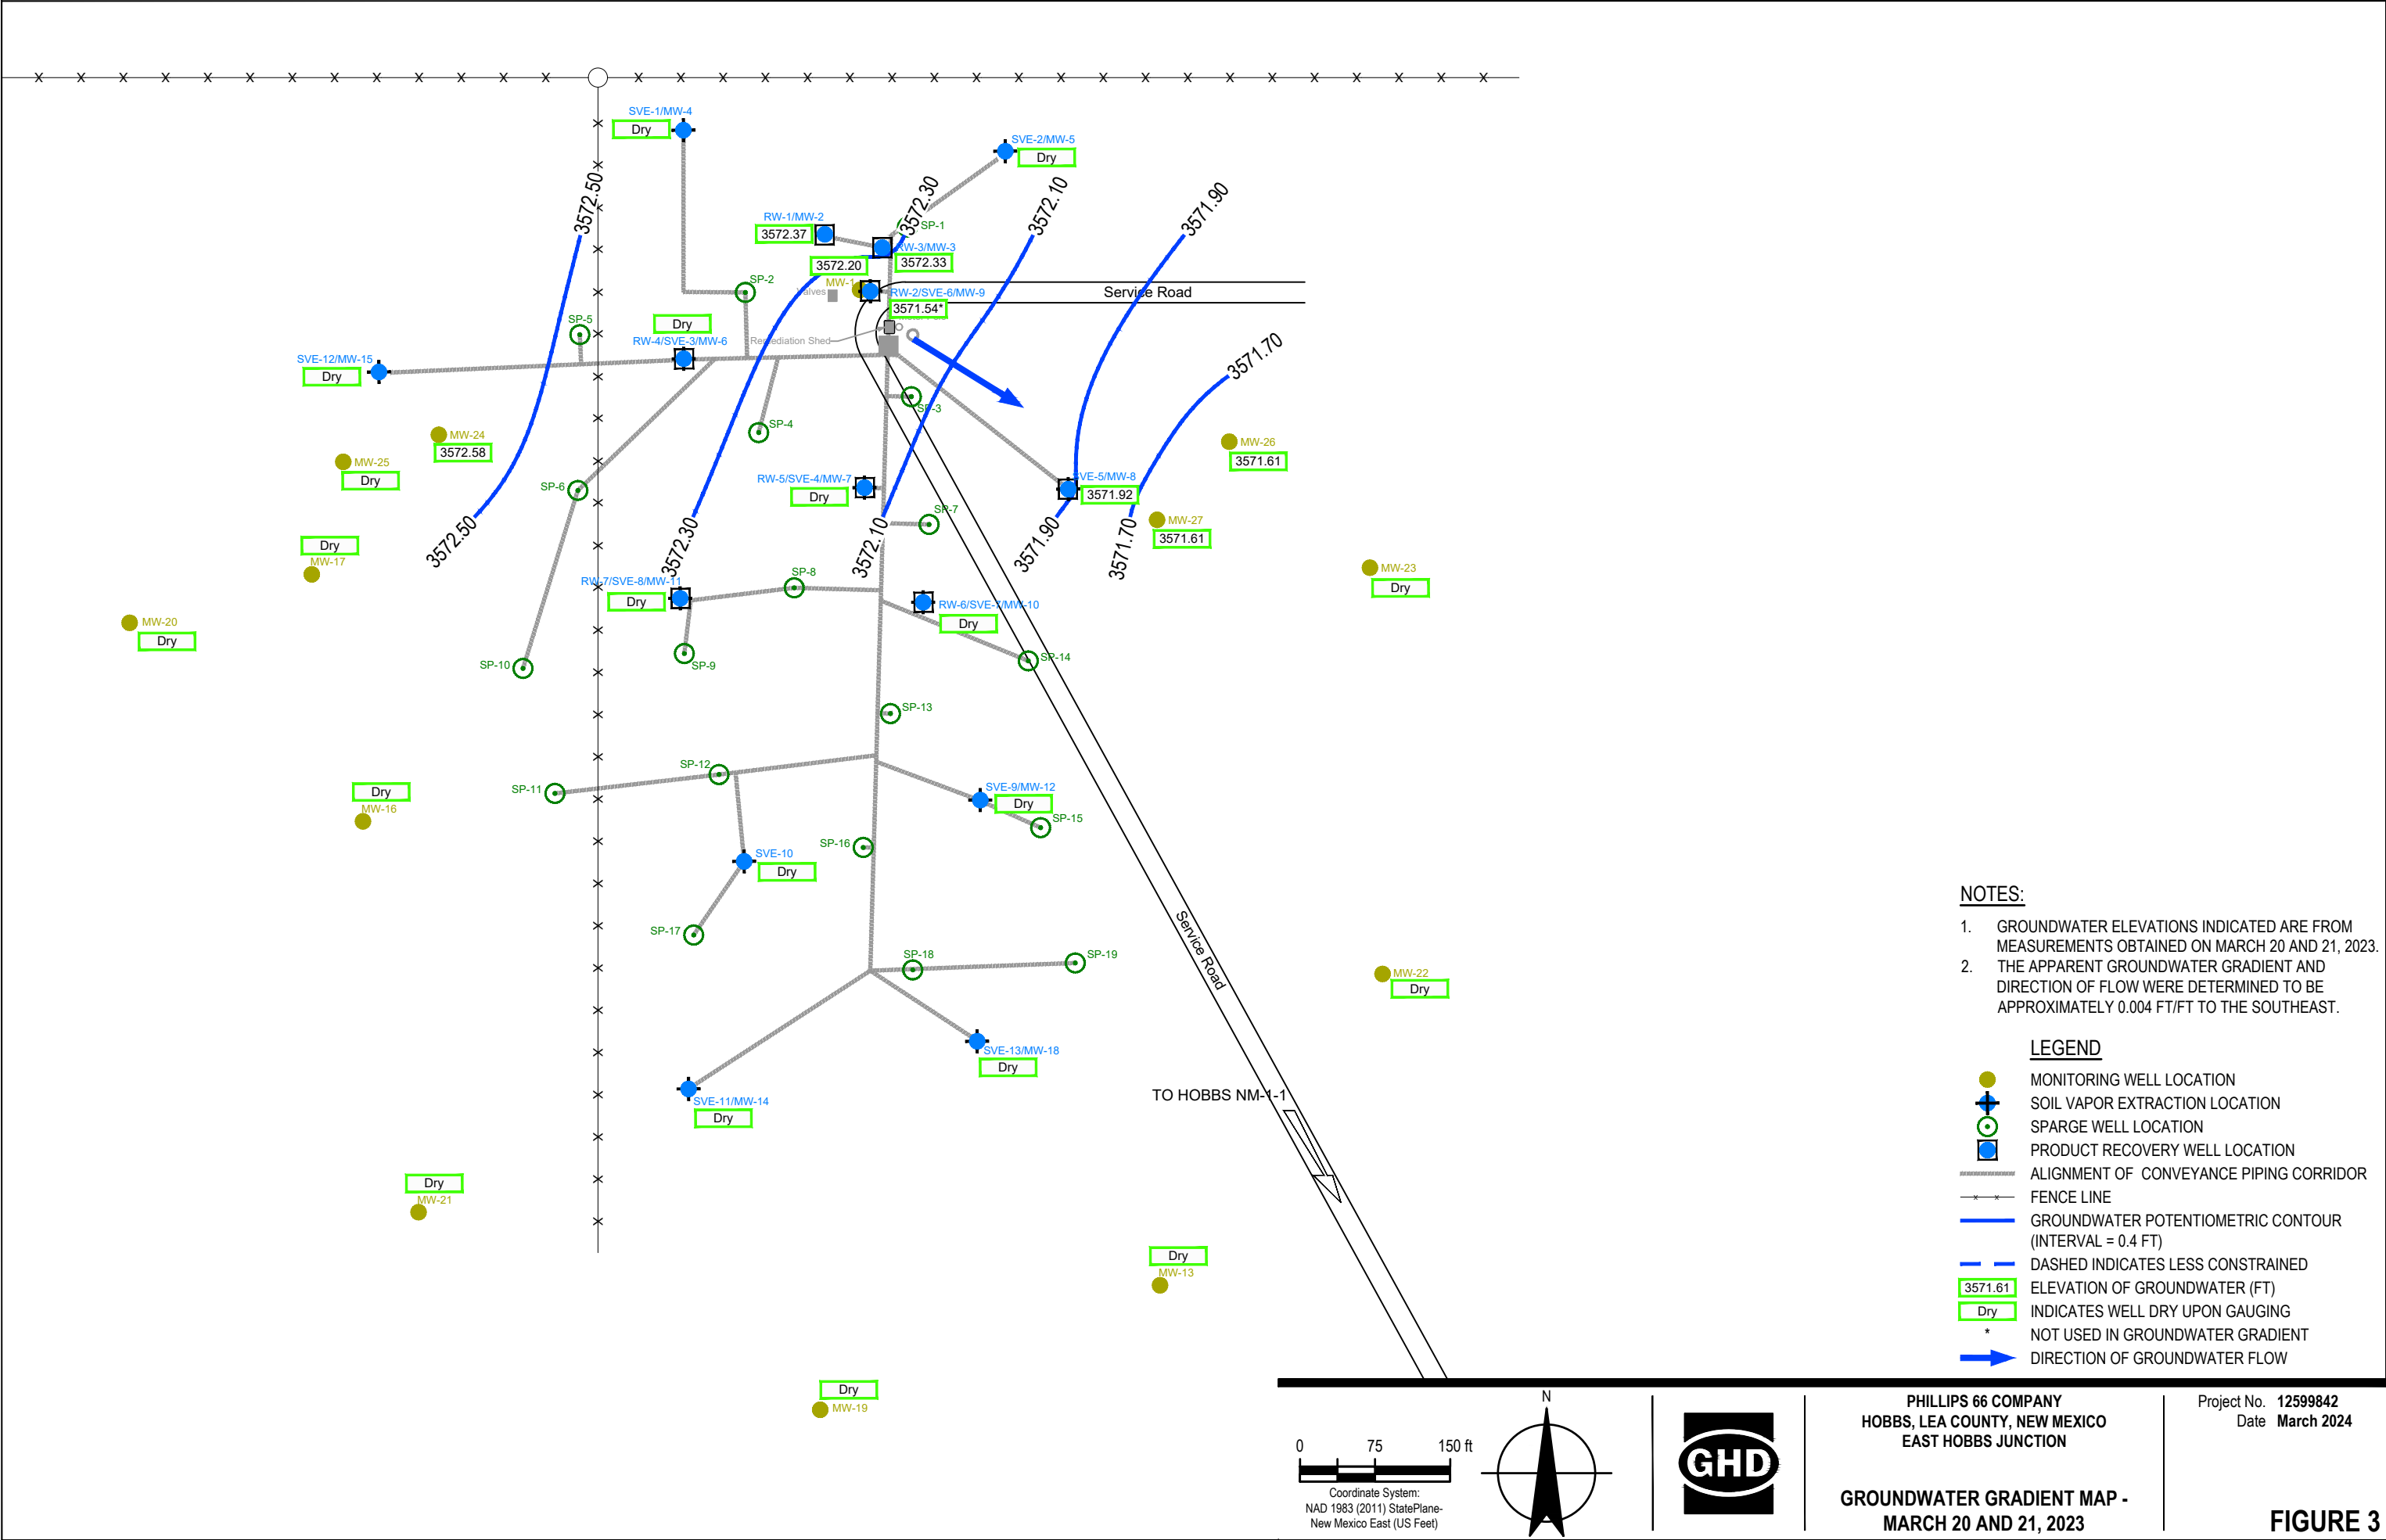 SVE-1/MW-4
Dry
SVE-2/MW-5
Dry
3572.50
3572.30
3572.10
3571.90
RW-1/MW-2
3572.37
SP-1
RW-3/MW-3
3572.33
3572.20
MW-1
SP-2
Valves
RW-2/SVE-6/MW-9
3571.54*
Service Road
SP-5
Dry
RW-4/SVE-3/MW-6
Remediation Shed
3571.70
SVE-12/MW-15
Dry
SP-3
SP-4
MW-24
3572.58
MW-25
Dry
MW-26
3571.61
SP-6
RW-5/SVE-4/MW-7
Dry
SVE-5/MW-8
3571.92
SP-7
MW-27
3571.61
3572.50
3572.30
3572.10
3571.90
3571.70
Dry
MW-17
MW-23
Dry
SP-8
RW-7/SVE-8/MW-11
Dry
RW-6/SVE-7/MW-10
Dry
MW-20
Dry
SP-10
SP-9
SP-14
SP-13
SP-12
SP-11
Dry
MW-16
SVE-9/MW-12
Dry
SP-15
SP-16
SVE-10
Dry
SP-17
Service Road
SP-18
SP-19
MW-22
Dry
SVE-13/MW-18
Dry
TO HOBBS NM-1-1
SVE-11/MW-14
Dry
Dry
MW-21
Dry
MW-13
Dry
MW-19
NOTES:
1. GROUNDWATER ELEVATIONS INDICATED ARE FROM
MEASUREMENTS OBTAINED ON MARCH 20 AND 21, 2023.
2. THE APPARENT GROUNDWATER GRADIENT AND
DIRECTION OF FLOW WERE DETERMINED TO BE
APPROXIMATELY 0.004 FT/FT TO THE SOUTHEAST.
LEGEND
MONITORING WELL LOCATION
SOIL VAPOR EXTRACTION LOCATION
SPARGE WELL LOCATION
PRODUCT RECOVERY WELL LOCATION
ALIGNMENT OF CONVEYANCE PIPING CORRIDOR
FENCE LINE
GROUNDWATER POTENTIOMETRIC CONTOUR
(INTERVAL = 0.4 FT)
DASHED INDICATES LESS CONSTRAINED
3571.61 ELEVATION OF GROUNDWATER (FT)
Dry INDICATES WELL DRY UPON GAUGING
* NOT USED IN GROUNDWATER GRADIENT
DIRECTION OF GROUNDWATER FLOW
0 75 150 ft
Coordinate System:
NAD 1983 (2011) StatePlane-
New Mexico East (US Feet)
N
GHD
PHILLIPS 66 COMPANY
HOBBS, LEA COUNTY, NEW MEXICO
EAST HOBBS JUNCTION
GROUNDWATER GRADIENT MAP -
MARCH 20 AND 21, 2023
Project No. 12599842
Date March 2024
FIGURE 3